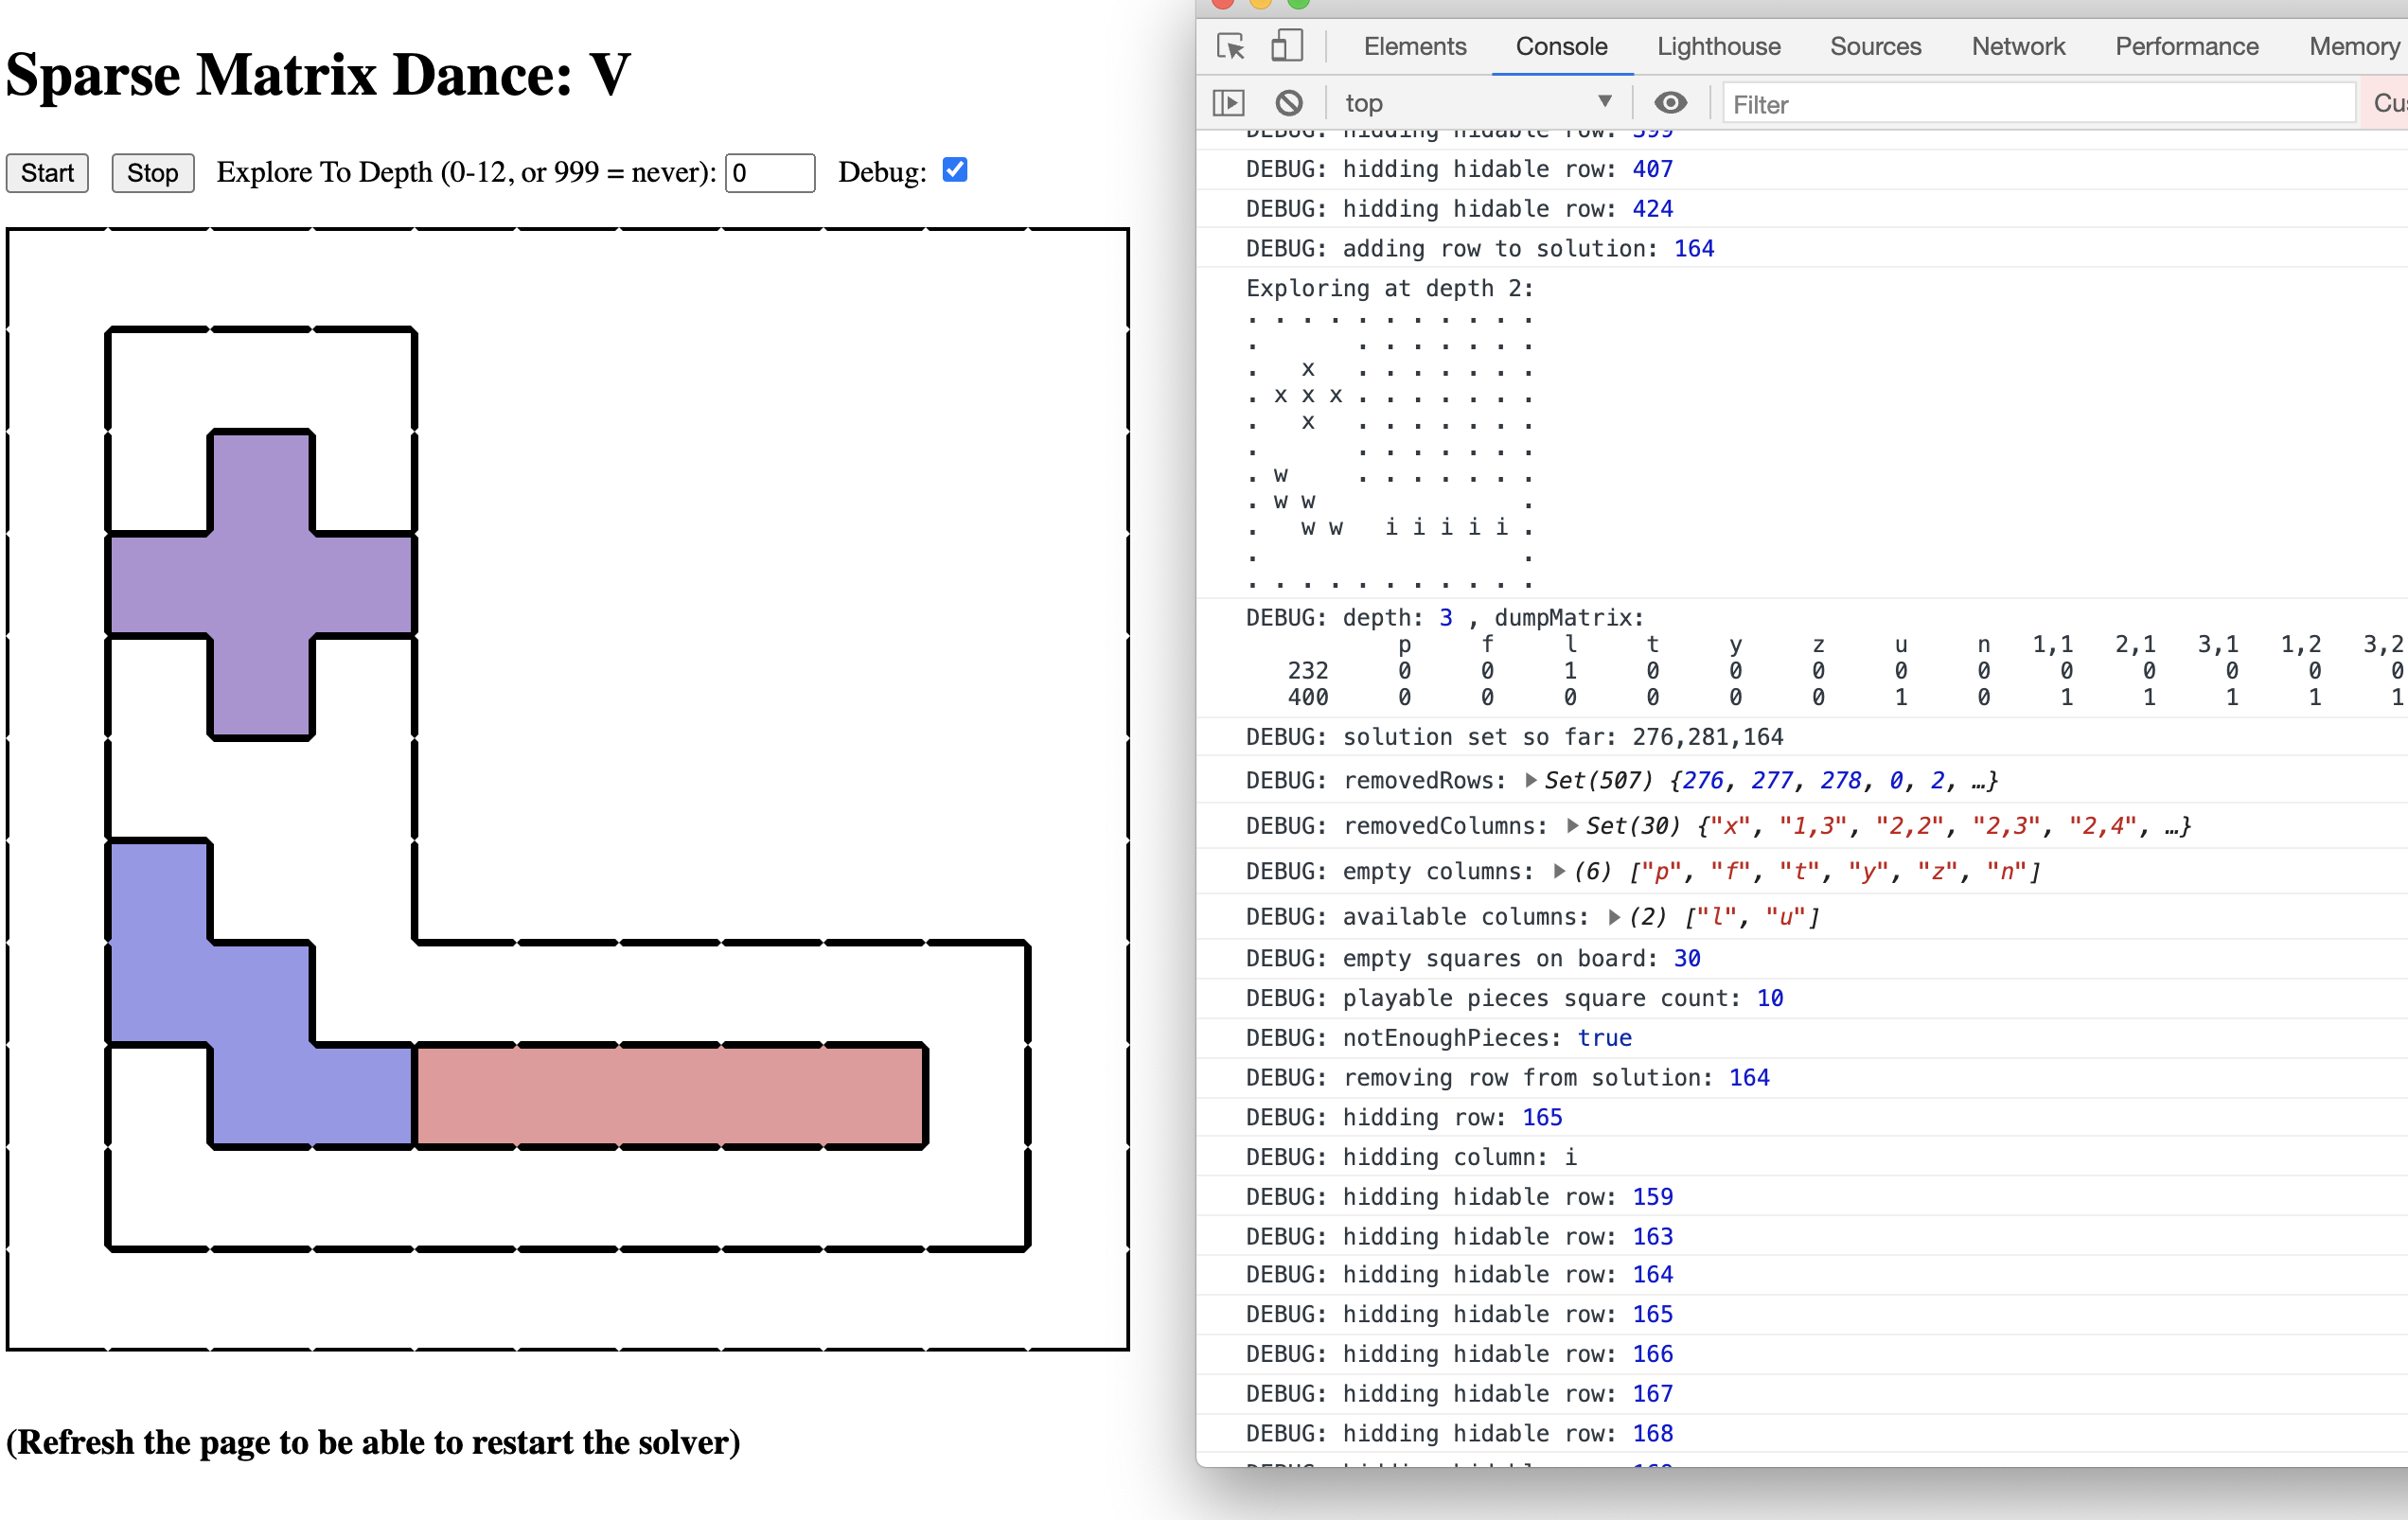 Sparse Matrix Dance: V
Start Stop Explore To Depth (0-12, or 999 = never): 0 Debug:
(Refresh the page to be able to restart the solver)
Elements Console Lighthouse Sources Network Performance Memory
top Filter
DEBUG: hidding hidable row: 399
DEBUG: hidding hidable row: 407
DEBUG: hidding hidable row: 424
DEBUG: adding row to solution: 164
Exploring at depth 2:
. . . . . . . . . . .
.       . . . . . . .
.   x   . . . . . . .
. x x x . . . . . . .
.   x   . . . . . . .
.       . . . . . . .
. w     . . . . . . .
. w w               .
.   w w   i i i i i .
.                   .
. . . . . . . . . . .
DEBUG: depth: 3 , dumpMatrix:
p f l t y z u n 1,1 2,1 3,1 1,2 3,2
232 0 0 1 0 0 0 0 0 0 0 0 0 0
400 0 0 0 0 0 0 1 0 1 1 1 1 1
DEBUG: solution set so far: 276,281,164
DEBUG: removedRows: ▶Set(507) {276, 277, 278, 0, 2, …}
DEBUG: removedColumns: ▶Set(30) {"x", "1,3", "2,2", "2,3", "2,4", …}
DEBUG: empty columns: ▶(6) ["p", "f", "t", "y", "z", "n"]
DEBUG: available columns: ▶(2) ["l", "u"]
DEBUG: empty squares on board: 30
DEBUG: playable pieces square count: 10
DEBUG: notEnoughPieces: true
DEBUG: removing row from solution: 164
DEBUG: hidding row: 165
DEBUG: hidding column: i
DEBUG: hidding hidable row: 159
DEBUG: hidding hidable row: 163
DEBUG: hidding hidable row: 164
DEBUG: hidding hidable row: 165
DEBUG: hidding hidable row: 166
DEBUG: hidding hidable row: 167
DEBUG: hidding hidable row: 168